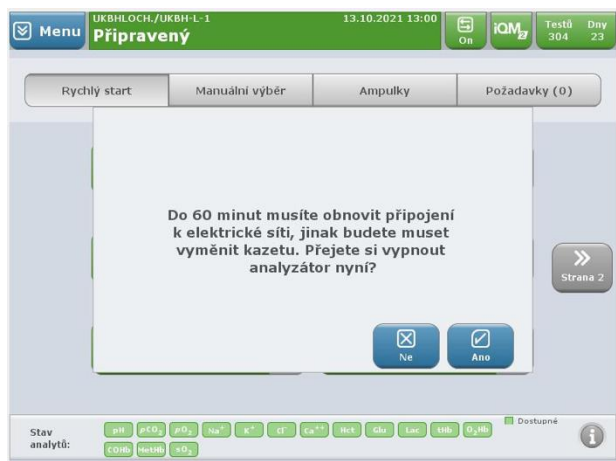 Menu
UKBHLOCH./UKBH-L-1
13.10.2021 13:00
Připravený
On
iQM2
Testů Dny
304 23
Rychlý start
Manuální výběr
Ampulky
Požadavky (0)
Do 60 minut musíte obnovit připojení
k elektrické síti, jinak budete muset
vyměnit kazetu. Přejete si vypnout
analyzátor nyní?
Strana 2
Ne
Ano
Stav
analytů:
pH pCO₂ pO₂ Na⁺ K⁺ Cl⁻ Ca⁺⁺ Hct Glu Lac tHb O₂Hb
COHb MetHb sO₂
Dostupné